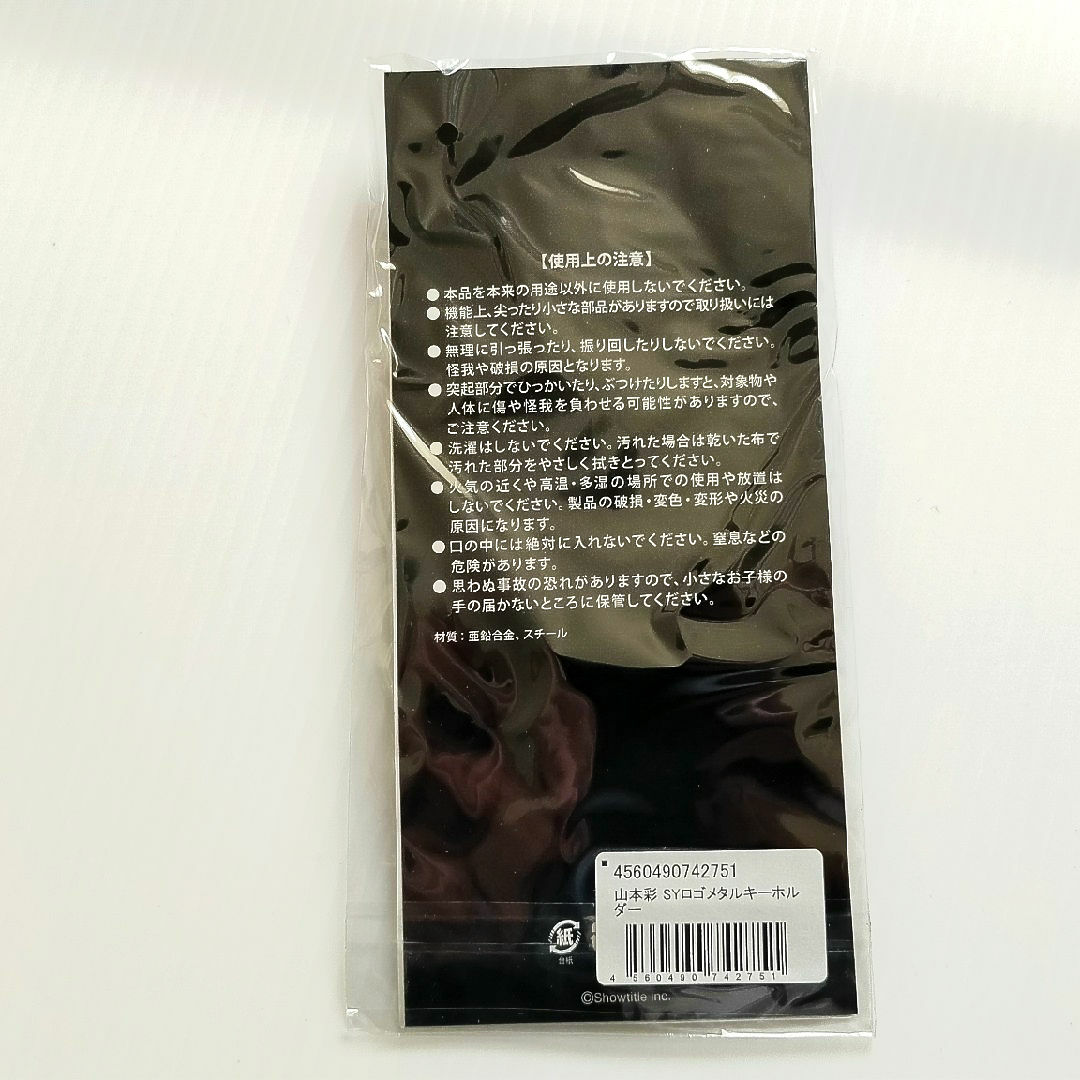 【使用上の注意】
●本品を本来の用途以外に使用しないでください。
●機能上、尖ったり小さな部品がありますので取り扱いには
注意してください。
●無理に引っ張ったり、振り回したりしないでください。
怪我や破損の原因となります。
●突起部分でひっかいたり、ぶつけたりしますと、対象物や
人体に傷や怪我を負わせる可能性がありますので、
ご注意ください。
●洗濯はしないでください。汚れた場合は乾いた布で
汚れた部分をやさしく拭きとってください。
●火気の近くや高温・多湿の場所での使用や放置は
しないでください。製品の破損・変色・変形や火災の
原因になります。
●口の中には絶対に入れないでください。窒息などの
危険があります。
●思わぬ事故の恐れがありますので、小さなお子様の
手の届かないところに保管してください。
材質：亜鉛合金、スチール
4560490742751
山本彩 SYロゴメタルキーホル
ダー
4 560490 742751
紙
台紙
©Showtitle Inc.